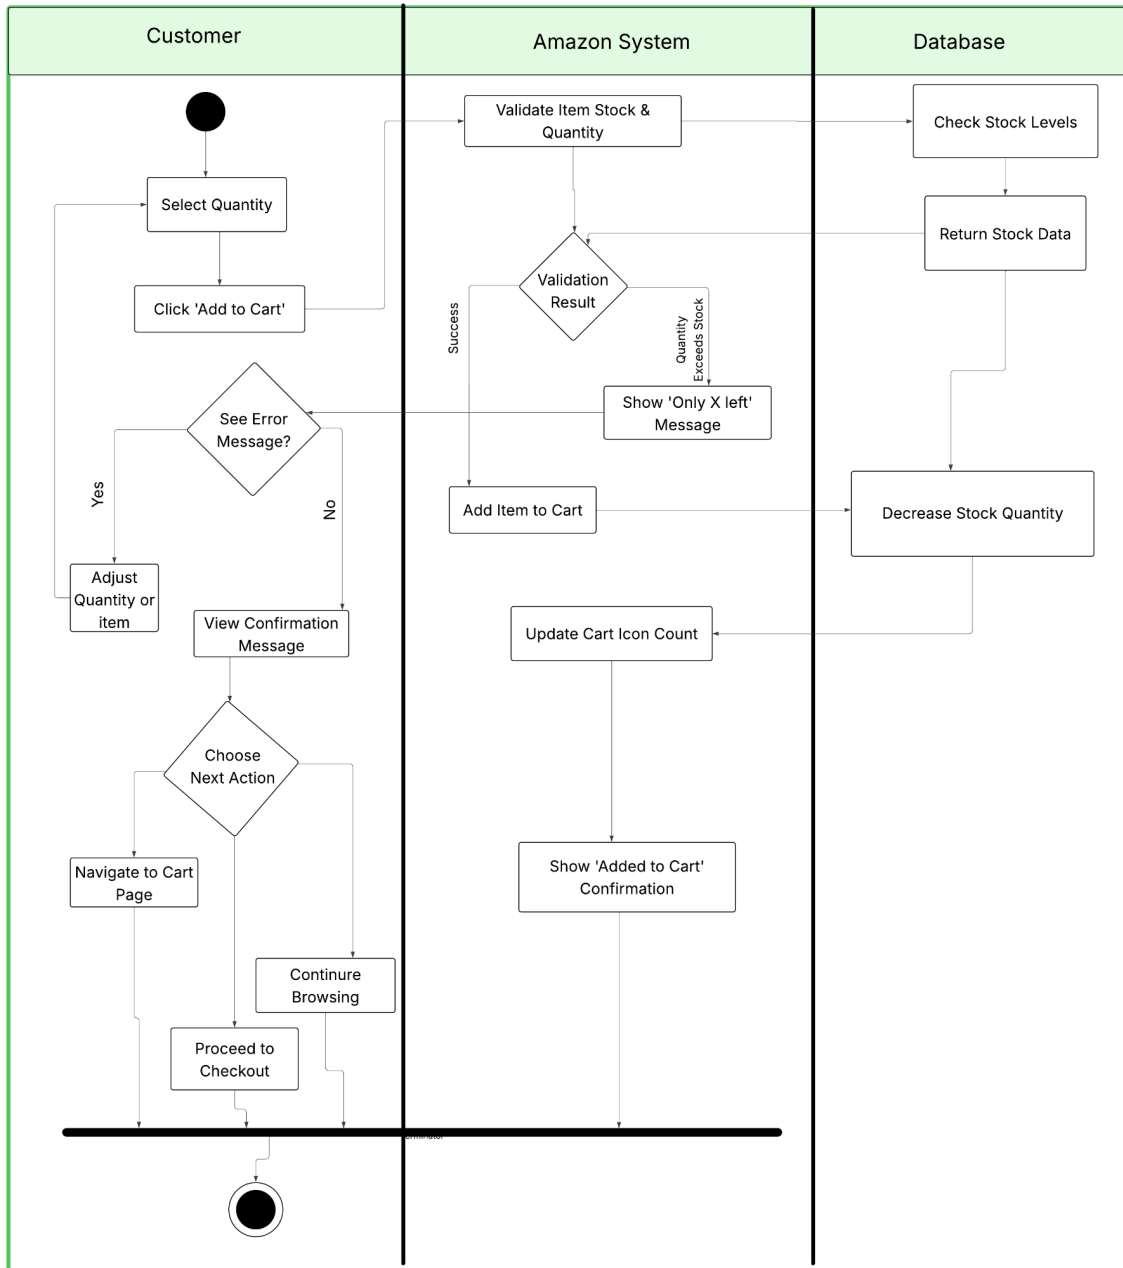 Customer
Amazon System
Database
Validate Item Stock &
Quantity
Check Stock Levels
Select Quantity
Return Stock Data
Click 'Add to Cart'
Validation
Result
Success
Quantity
Exceeds Stock
See Error
Message?
Show 'Only X left'
Message
Yes
No
Add Item to Cart
Decrease Stock Quantity
Adjust
Quantity or
item
View Confirmation
Message
Update Cart Icon Count
Choose
Next Action
Navigate to Cart
Page
Show 'Added to Cart'
Confirmation
Continure
Browsing
Proceed to
Checkout